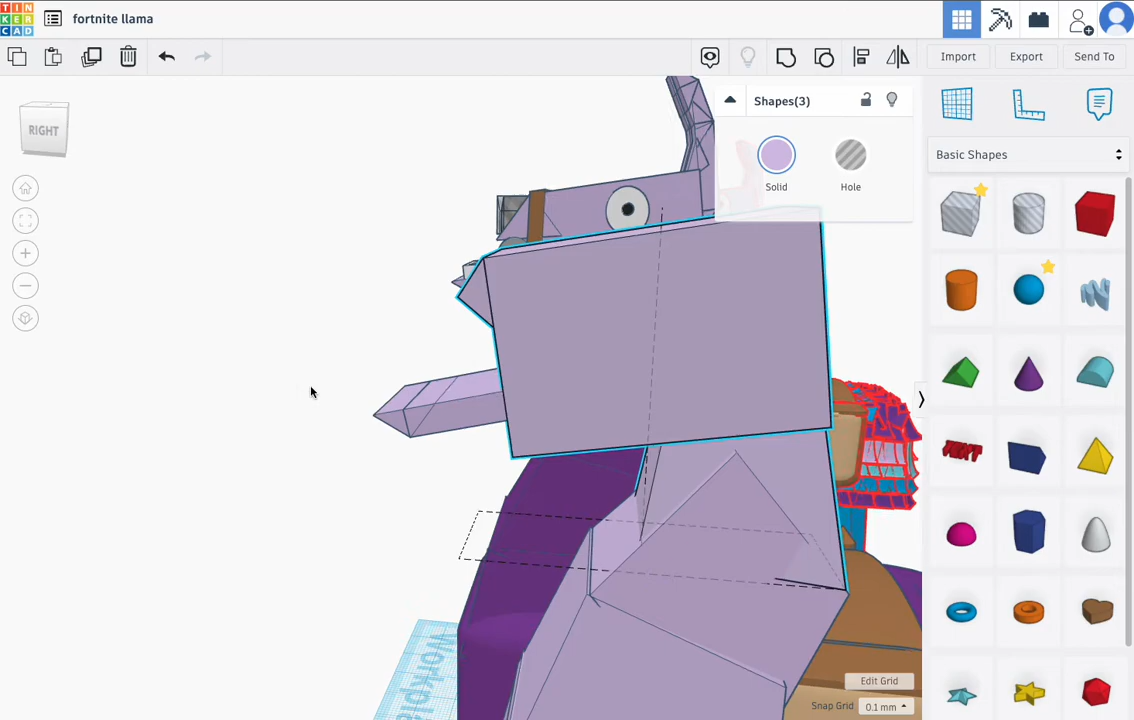 TIN
KER
CAD
fortnite llama
Import
Export
Send To
RIGHT
Shapes(3)
Solid
Hole
Basic Shapes
Workpl
Edit Grid
Snap Grid
0.1 mm